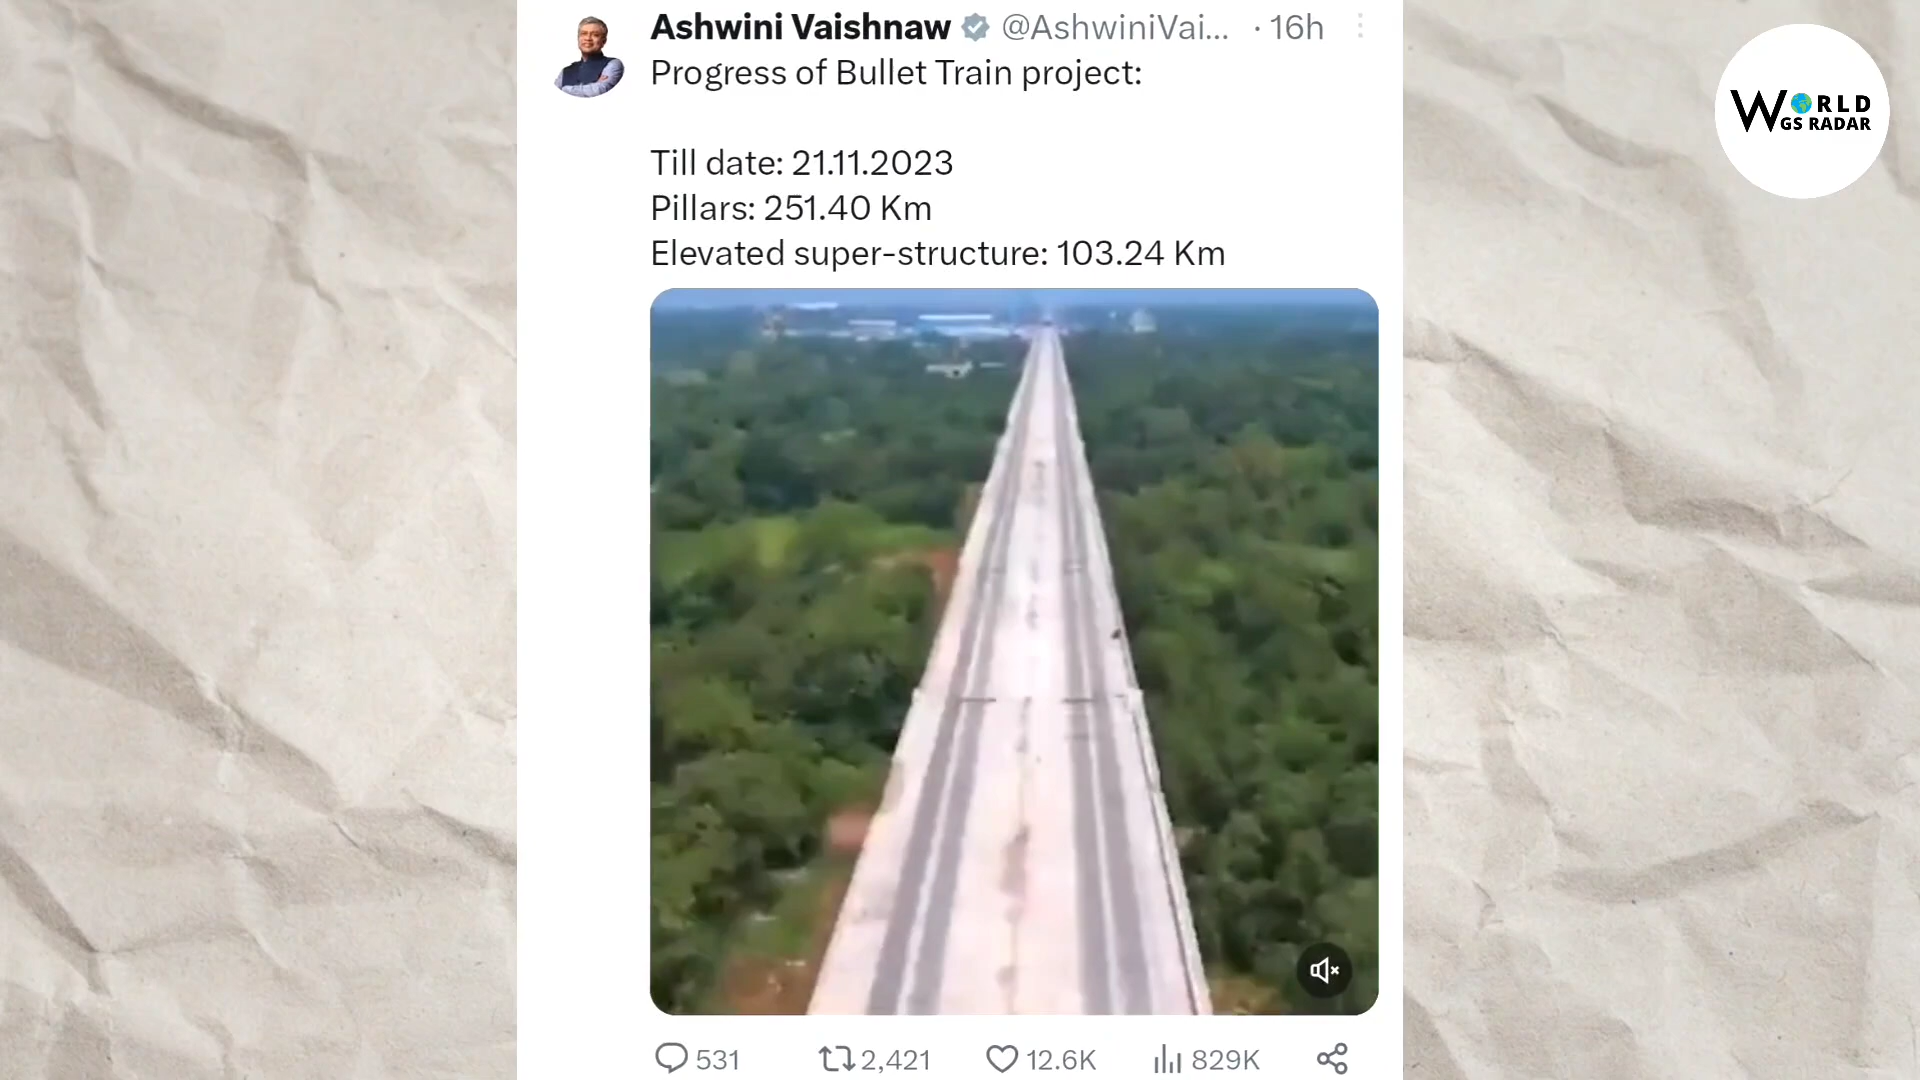 Ashwini Vaishnaw @AshwiniVai... · 16h
Progress of Bullet Train project:
Till date: 21.11.2023
Pillars: 251.40 Km
Elevated super-structure: 103.24 Km
531 2,421 12.6K 829K
WORLD
GS RADAR